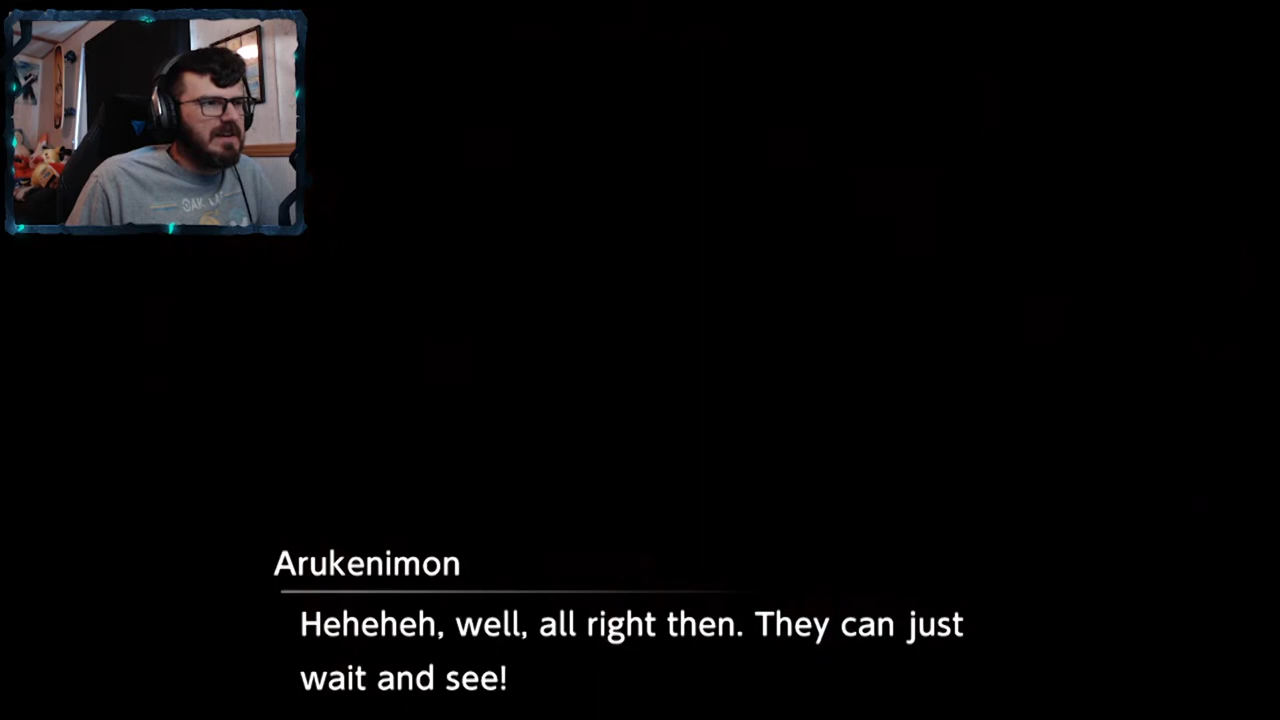 Arukenimon
Heheheh, well, all right then. They can just
wait and see!